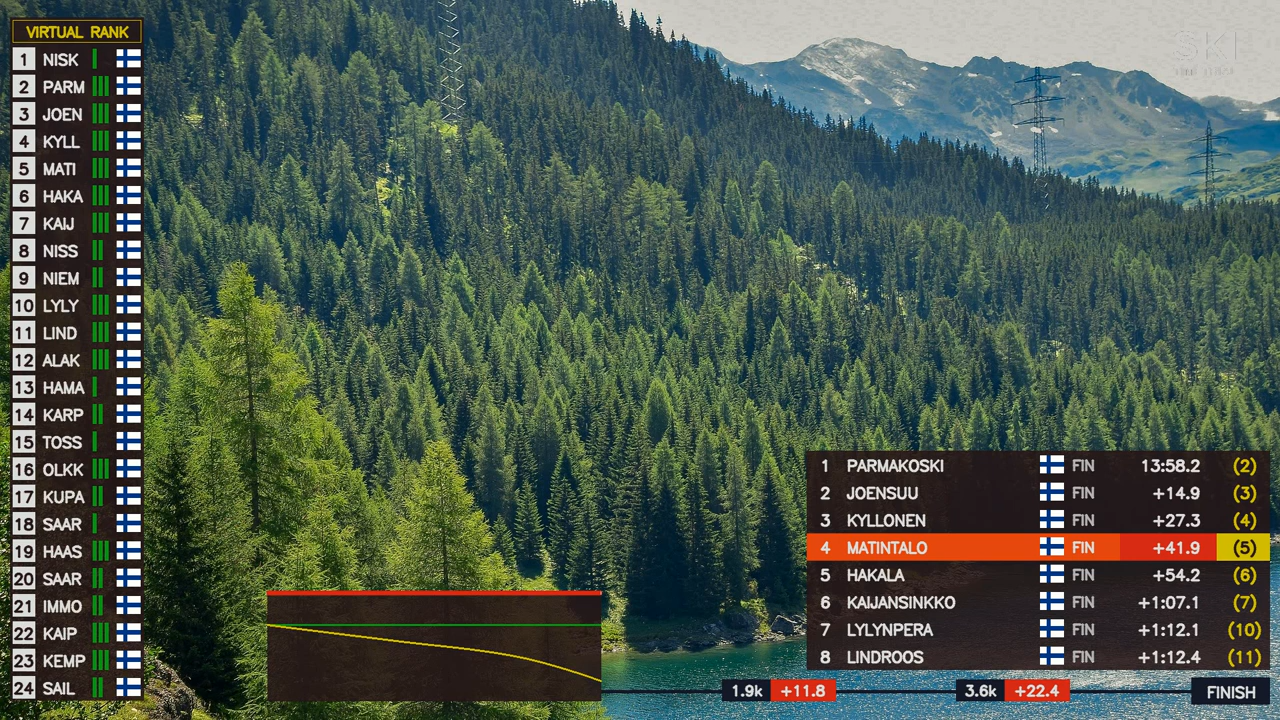 VIRTUAL RANK
1 NISK
2 PARM
3 JOEN
4 KYLL
5 MATI
6 HAKA
7 KAIJ
8 NISS
9 NIEM
10 LYLY
11 LIND
12 ALAK
13 HAMA
14 KARP
15 TOSS
16 OLKK
17 KUPA
18 SAAR
19 HAAS
20 SAAR
21 IMMO
22 KAIP
23 KEMP
24 SAIL
SKI
1 PARMAKOSKI FIN 13:58.2 (2)
2 JOENSUU FIN +14.9 (3)
3 KYLLONEN FIN +27.3 (4)
4 MATINTALO FIN +41.9 (5)
5 HAKALA FIN +54.2 (6)
6 KAIJANSINKKO FIN +1:07.1 (7)
7 LYLYNPERA FIN +1:12.1 (10)
8 LINDROOS FIN +1:12.4 (11)
1.9k +11.8 3.6k +22.4 FINISH